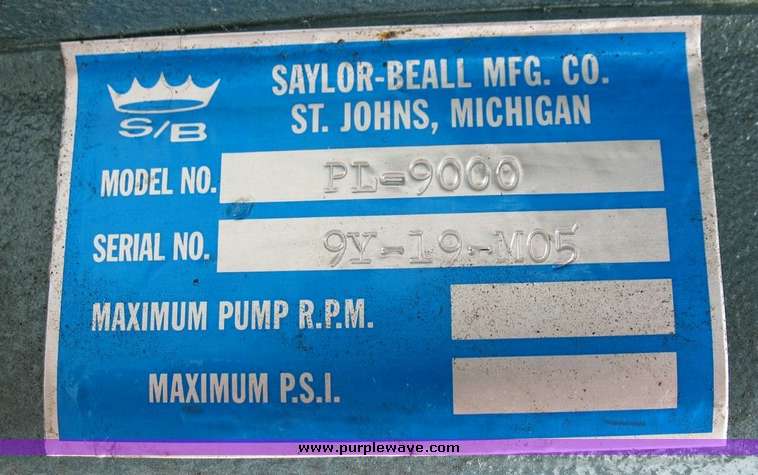 SAYLOR-BEALL MFG. CO.
ST. JOHNS, MICHIGAN
S/B
MODEL NO. PL-9000
SERIAL NO. 9Y-19-M05
MAXIMUM PUMP R.P.M.
MAXIMUM P.S.I.
www.purplewave.com